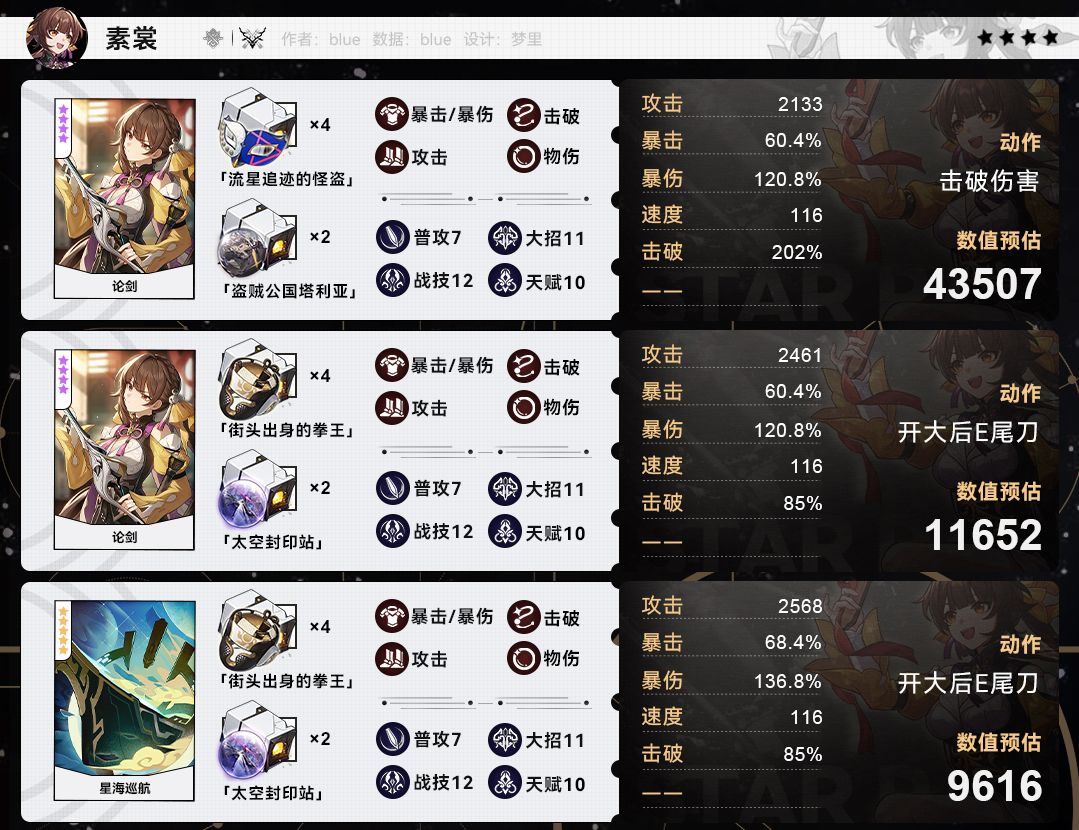 素裳
作者：blue 数据：blue 设计：梦里
论剑
×4
「流星追迹的怪盗」
×2
「盗贼公国塔利亚」
暴击/暴伤 击破
攻击 物伤
普攻7 大招11
战技12 天赋10
攻击 2133
暴击 60.4%
暴伤 120.8%
速度 116
击破 202%
——
动作
击破伤害
数值预估
43507
论剑
×4
「街头出身的拳王」
×2
「太空封印站」
暴击/暴伤 击破
攻击 物伤
普攻7 大招11
战技12 天赋10
攻击 2461
暴击 60.4%
暴伤 120.8%
速度 116
击破 85%
——
动作
开大后E尾刀
数值预估
11652
星海巡航
×4
「街头出身的拳王」
×2
「太空封印站」
暴击/暴伤 击破
攻击 物伤
普攻7 大招11
战技12 天赋10
攻击 2568
暴击 68.4%
暴伤 136.8%
速度 116
击破 85%
——
动作
开大后E尾刀
数值预估
9616